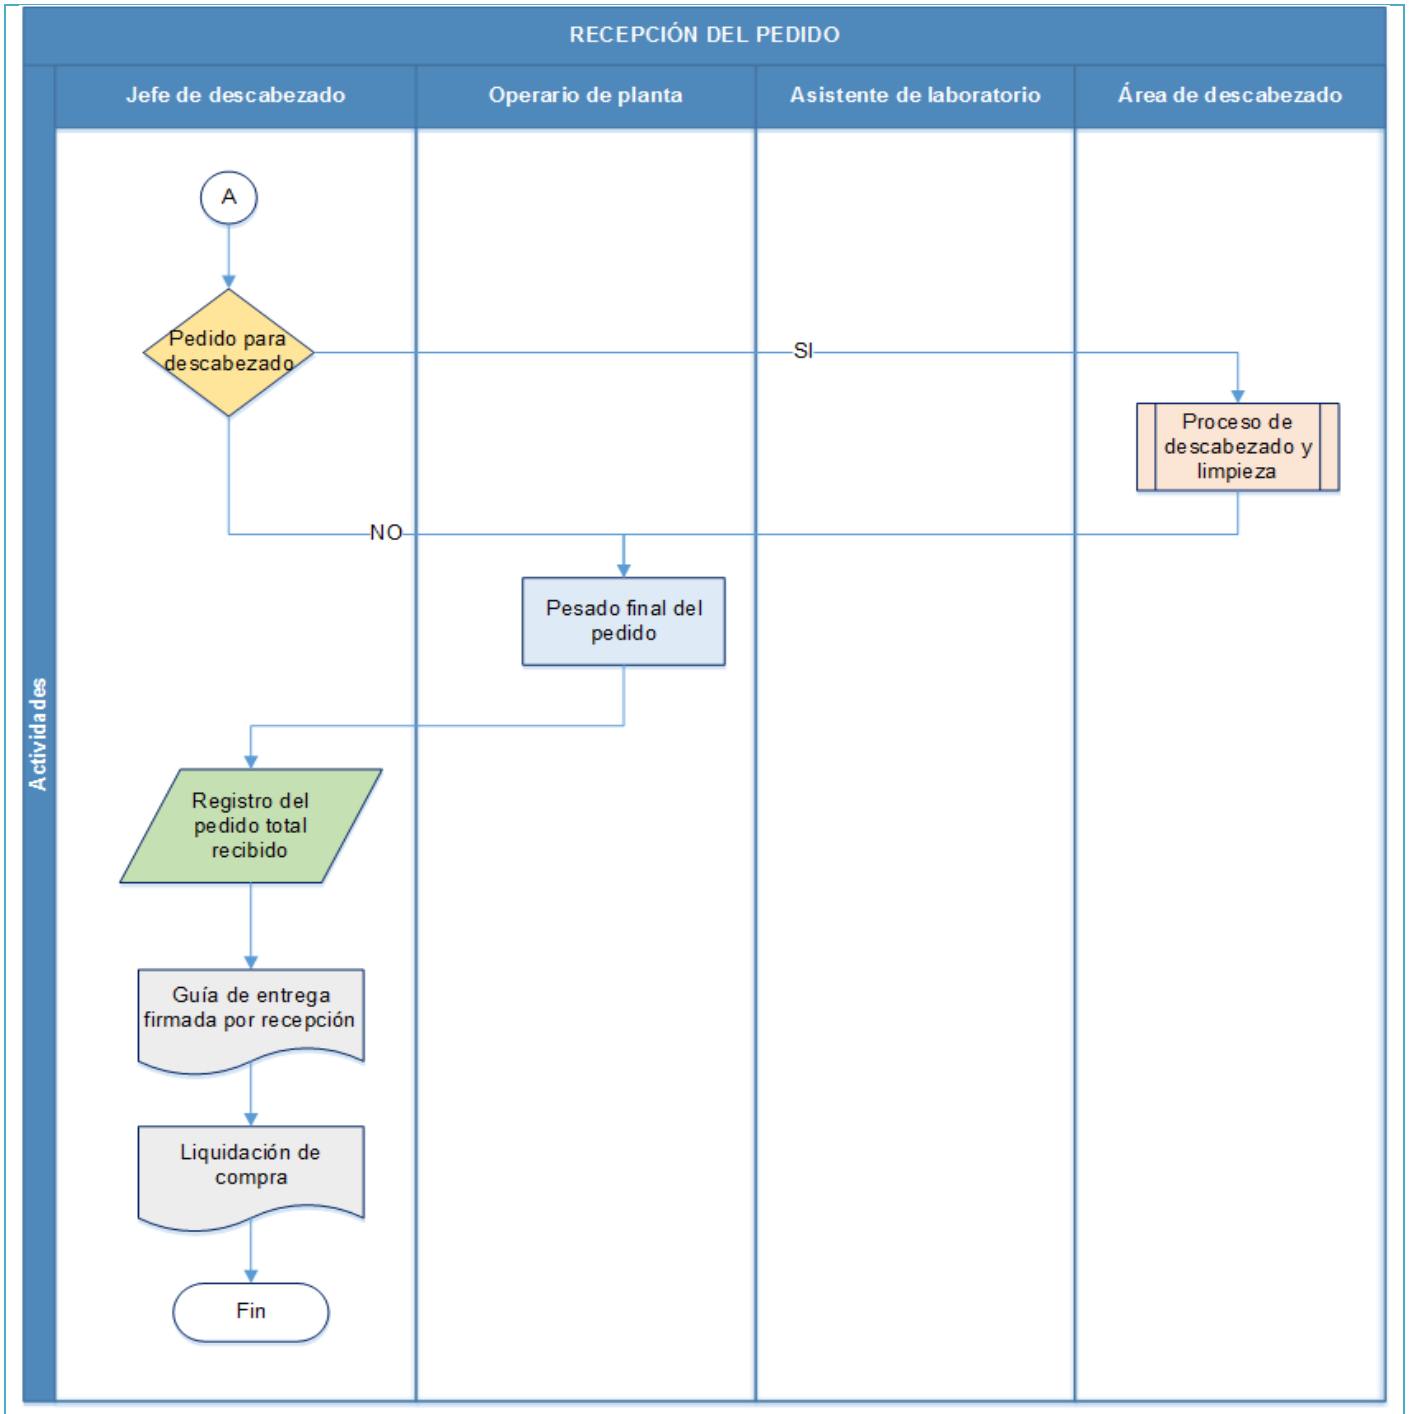 RECEPCIÓN DEL PEDIDO
Jefe de descabezado
Operario de planta
Asistente de laboratorio
Área de descabezado
Actividades
A
Pedido para
descabezado
SI
Proceso de
descabezado y
limpieza
NO
Pesado final del
pedido
Registro del
pedido total
recibido
Guía de entrega
firmada por recepción
Liquidación de
compra
Fin